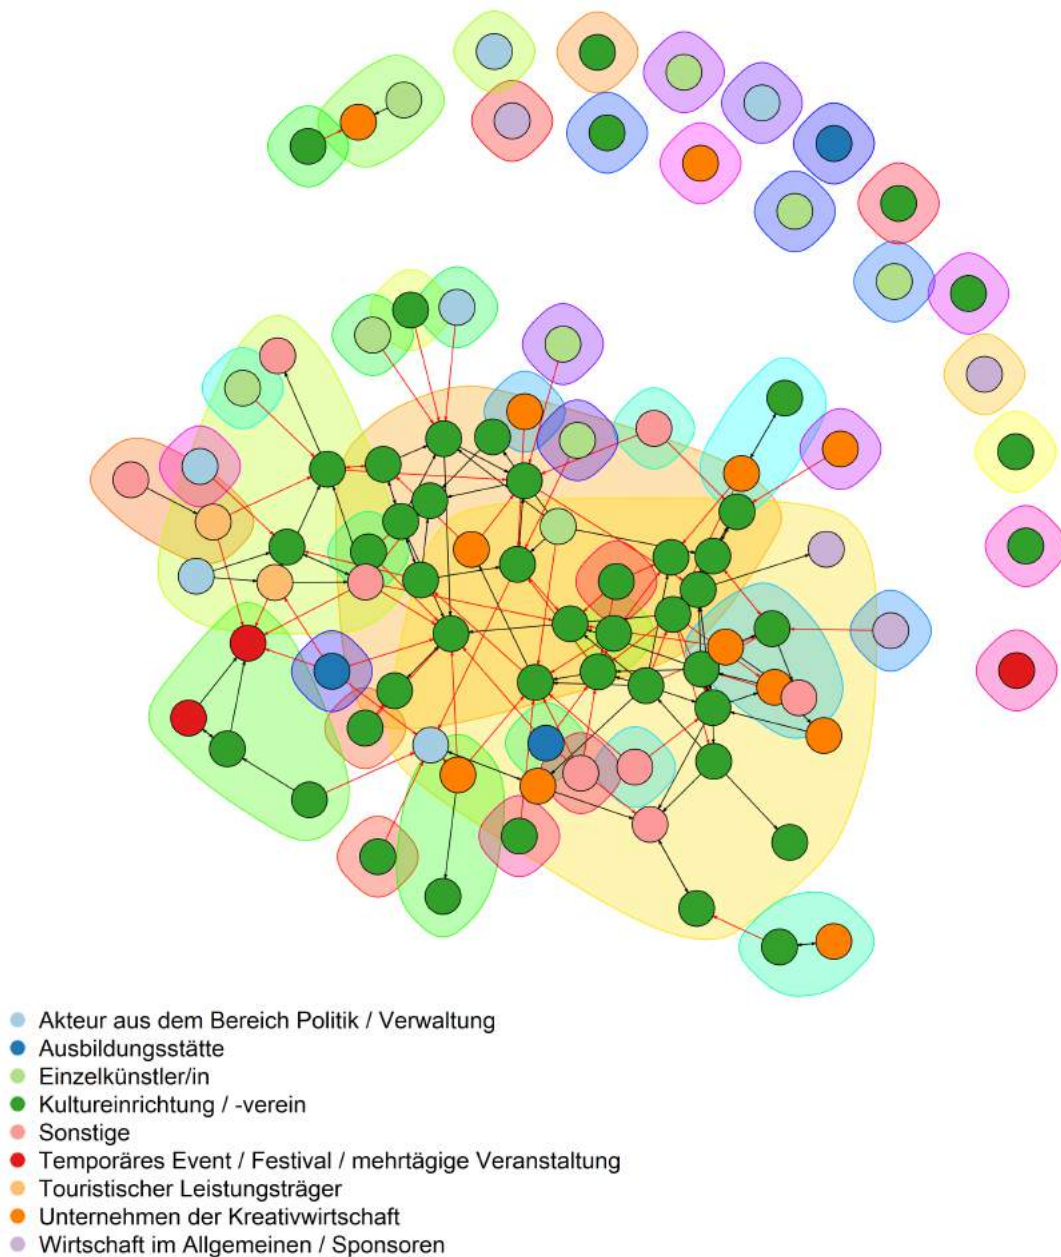 Akteur aus dem Bereich Politik / Verwaltung
Ausbildungsstätte
Einzelkünstler/in
Kultureinrichtung / -verein
Sonstige
Temporäres Event / Festival / mehrtägige Veranstaltung
Touristischer Leistungsträger
Unternehmen der Kreativwirtschaft
Wirtschaft im Allgemeinen / Sponsoren